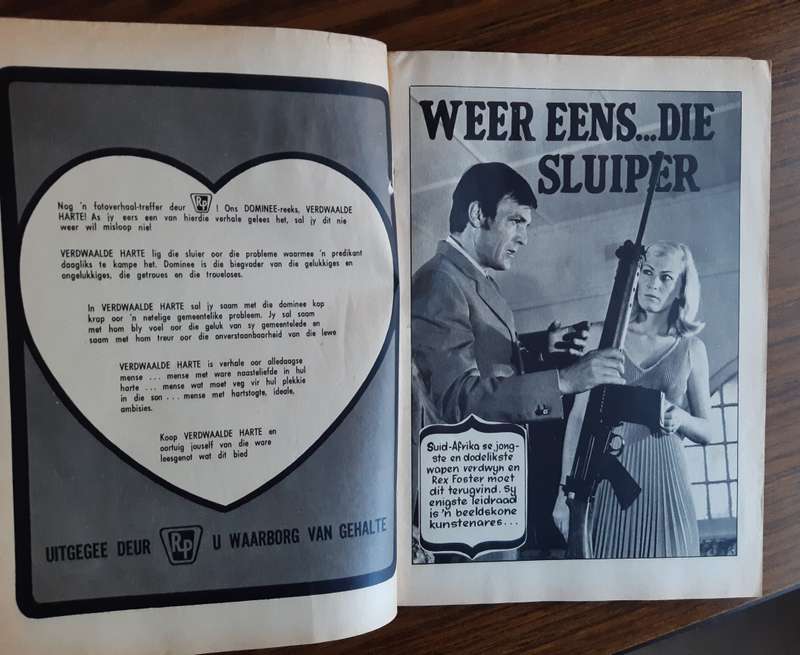 Nog 'n fotoverhaal-treffer deur Rp ! Ons DOMINEE-reeks, VERDWAALDE
HARTE! As jy eers een van hierdie verhale gelees het, sal jy dit nie
weer wil misloop nie!
VERDWAALDE HARTE lig die sluier oor die probleme waarmee 'n predikant
daagliks te kampe het. Dominee is die biegvader van die gelukkiges en
ongelukkiges, die getroues en die troueloses.
In VERDWAALDE HARTE sal jy saam met die dominee kop
krap oor 'n netelige gemeentelike probleem. Jy sal saam
met hom bly voel oor die geluk van sy gemeentelede en
saam met hom treur oor die onverstaanbaarheid van die lewe
VERDWAALDE HARTE is verhale oor alledaagse
mense ... mense met ware naasteliefde in hul
harte ... mense wat moet veg vir hul plekkie
in die son ... mense met hartstogte, ideale,
ambisies.
Koop VERDWAALDE HARTE en
oortuig jouself van die ware
leesgenot wat dit bied
UITGEGEE DEUR Rp U WAARBORG VAN GEHALTE
WEER EENS...DIE
SLUIPER
Suid-Afrika se jong-
ste en dodelikste
wapen verdwyn en
Rex Foster moet
dit terugvind. Sy
enigste leidraad
is 'n beeldskone
kunstenares...